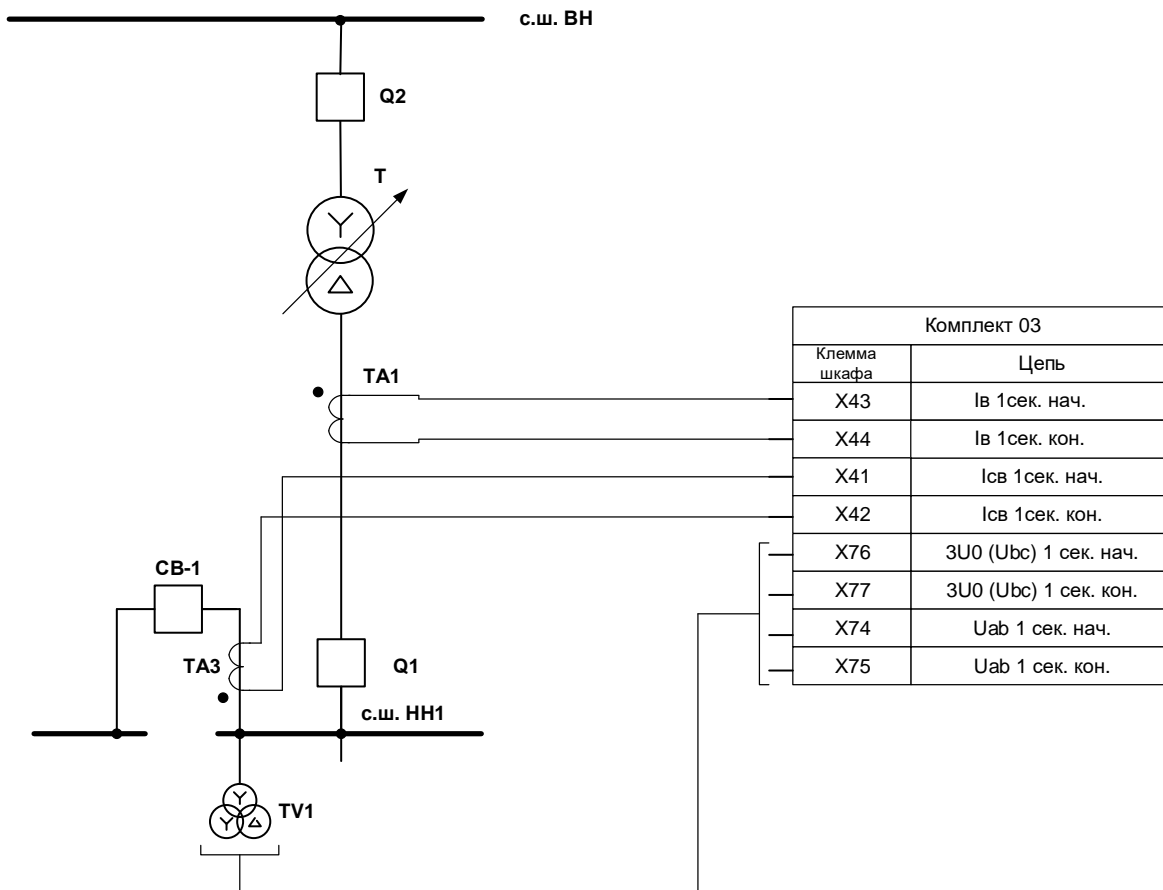 с.ш. ВН
Q2
T
TA1
Комплект 03
Клемма шкафа
Цепь
X43 Iв 1сек. нач.
X44 Iв 1сек. кон.
X41 Iсв 1сек. нач.
X42 Iсв 1сек. кон.
X76 3U0 (Ubc) 1 сек. нач.
X77 3U0 (Ubc) 1 сек. кон.
X74 Uab 1 сек. нач.
X75 Uab 1 сек. кон.
СВ-1
TA3
Q1
с.ш. НН1
TV1